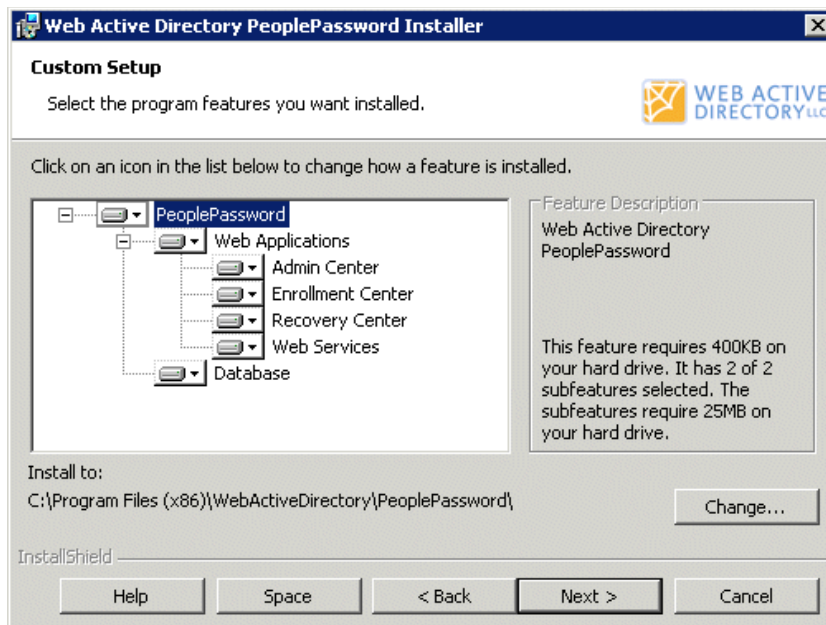 Web Active Directory PeoplePassword Installer
Custom Setup
Select the program features you want installed.
WEB ACTIVE
DIRECTORY LLC
Click on an icon in the list below to change how a feature is installed.
PeoplePassword
Web Applications
Admin Center
Enrollment Center
Recovery Center
Web Services
Database
Feature Description
Web Active Directory
PeoplePassword
This feature requires 400KB on
your hard drive. It has 2 of 2
subfeatures selected. The
subfeatures require 25MB on
your hard drive.
Install to:
C:\Program Files (x86)\WebActiveDirectory\PeoplePassword\
Change...
InstallShield
Help
Space
< Back
Next >
Cancel